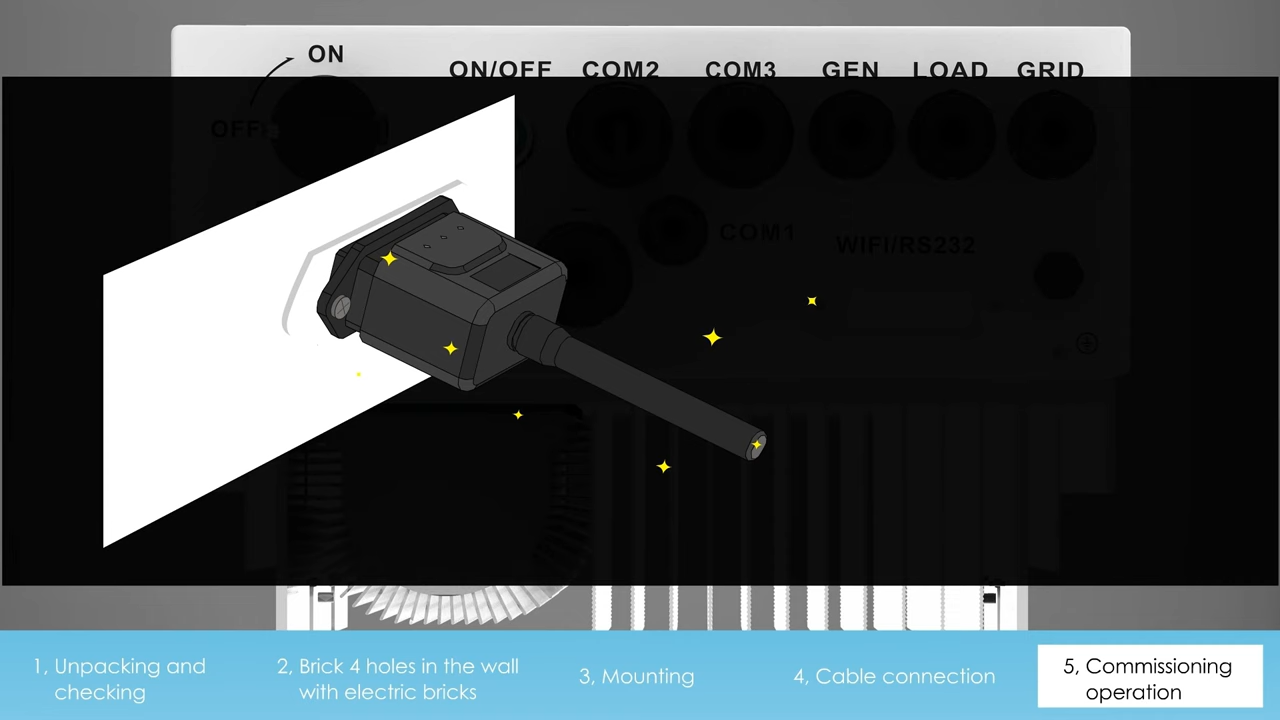 ON
ON/OFF COM2 COM3 GEN LOAD GRID
OFF
COM1
WIFI/RS232
1, Unpacking and
checking
2, Brick 4 holes in the wall
with electric bricks
3, Mounting
4, Cable connection
5, Commissioning
operation